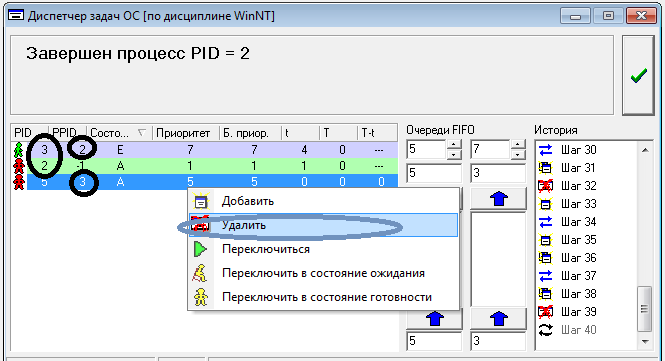 Диспетчер задач ОС [по дисциплине WinNT]
Завершен процесс PID = 2
PID PPID Состо... Приоритет Б. приор. t T T-t
3 2 E 7 7 4 0 ---
2 -1 A 1 1 1 0 ---
5 3 A 5 5 0 0 0
Добавить
Удалить
Переключиться
Переключить в состояние ожидания
Переключить в состояние готовности
Очереди FIFO
5 7
5 3
5 3
История
Шаг 30
Шаг 31
Шаг 32
Шаг 33
Шаг 34
Шаг 35
Шаг 36
Шаг 37
Шаг 38
Шаг 39
Шаг 40